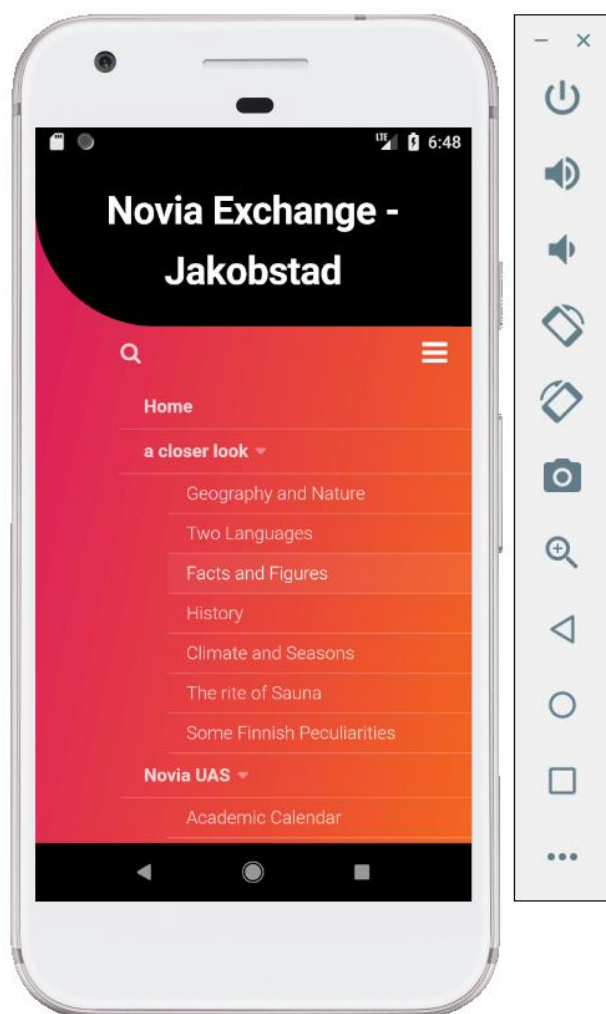 LTE 6:48
Novia Exchange -
Jakobstad
Home
a closer look
Geography and Nature
Two Languages
Facts and Figures
History
Climate and Seasons
The rite of Sauna
Some Finnish Peculiarities
Novia UAS
Academic Calendar